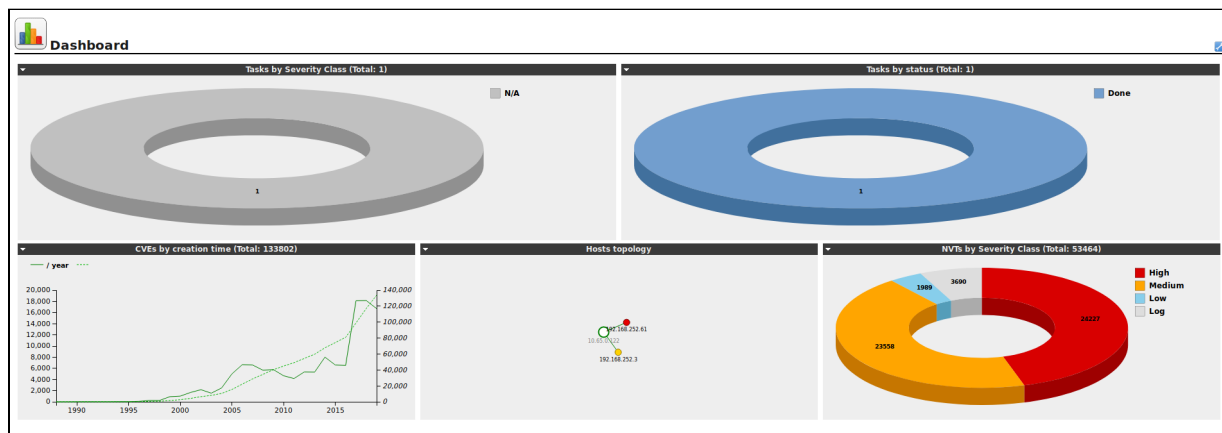 Dashboard
Tasks by Severity Class (Total: 1)
N/A
1
Tasks by status (Total: 1)
Done
1
CVEs by creation time (Total: 133802)
/ year
20,000
18,000
16,000
14,000
12,000
10,000
8,000
6,000
4,000
2,000
0
140,000
120,000
100,000
80,000
60,000
40,000
20,000
0
1990
1995
2000
2005
2010
2015
Hosts topology
192.168.252.61
192.168.252.3
NVTs by Severity Class (Total: 53464)
High
Medium
Low
Log
3690
1989
24227
23558